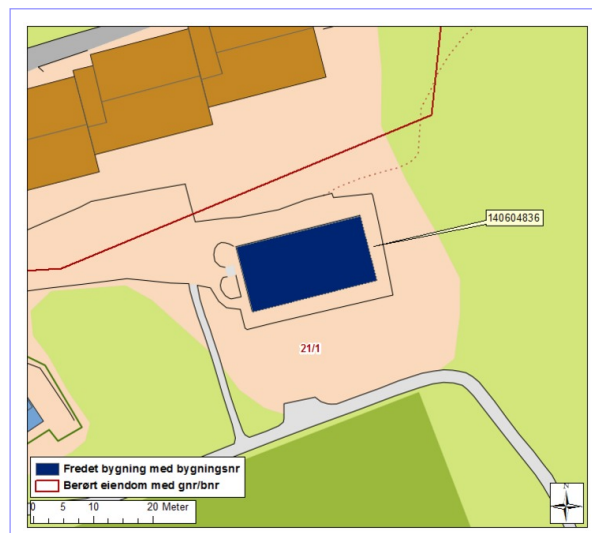 140604836
21/1
Fredet bygning med bygningsnr
Berørt eiendom med gnr/bnr
0 5 10 20 Meter
N